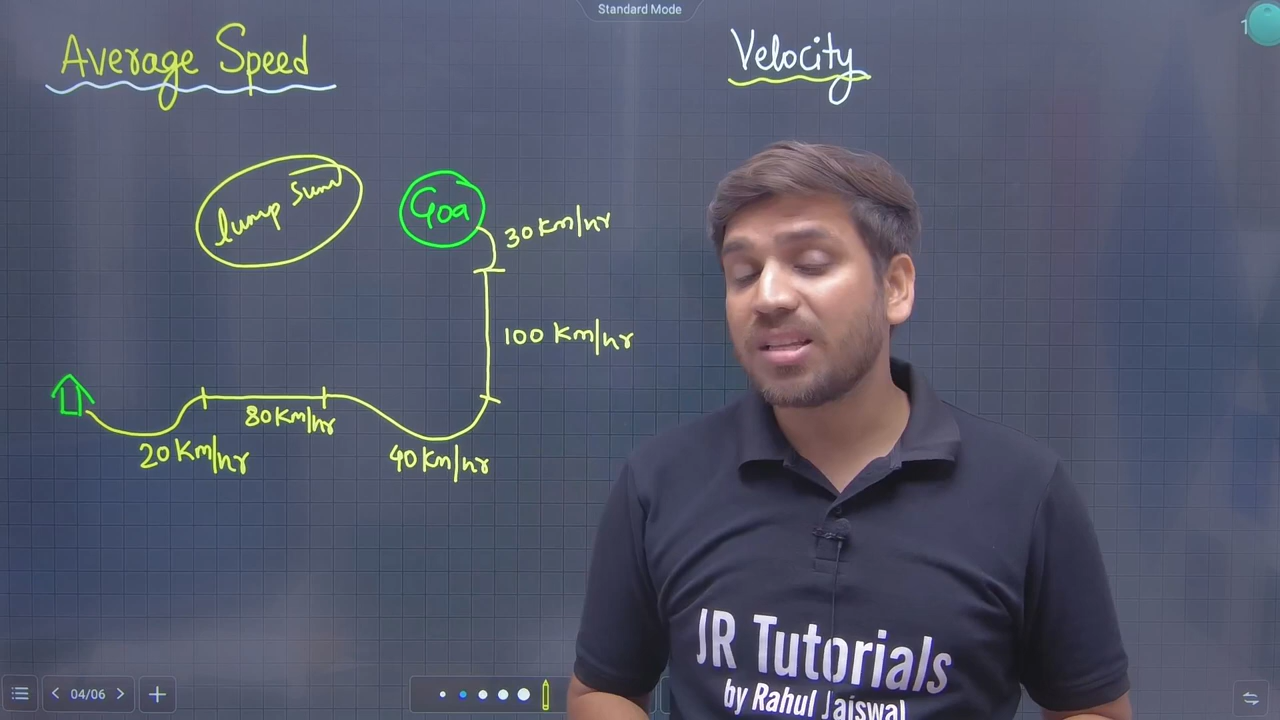 Standard Mode
1
Average Speed
Velocity
lump sum
Goa
30 Km/hr
100 Km/hr
80 Km/hr
20 Km/hr
40 Km/hr
JR Tutorials
by Rahul Jaiswal
04/06